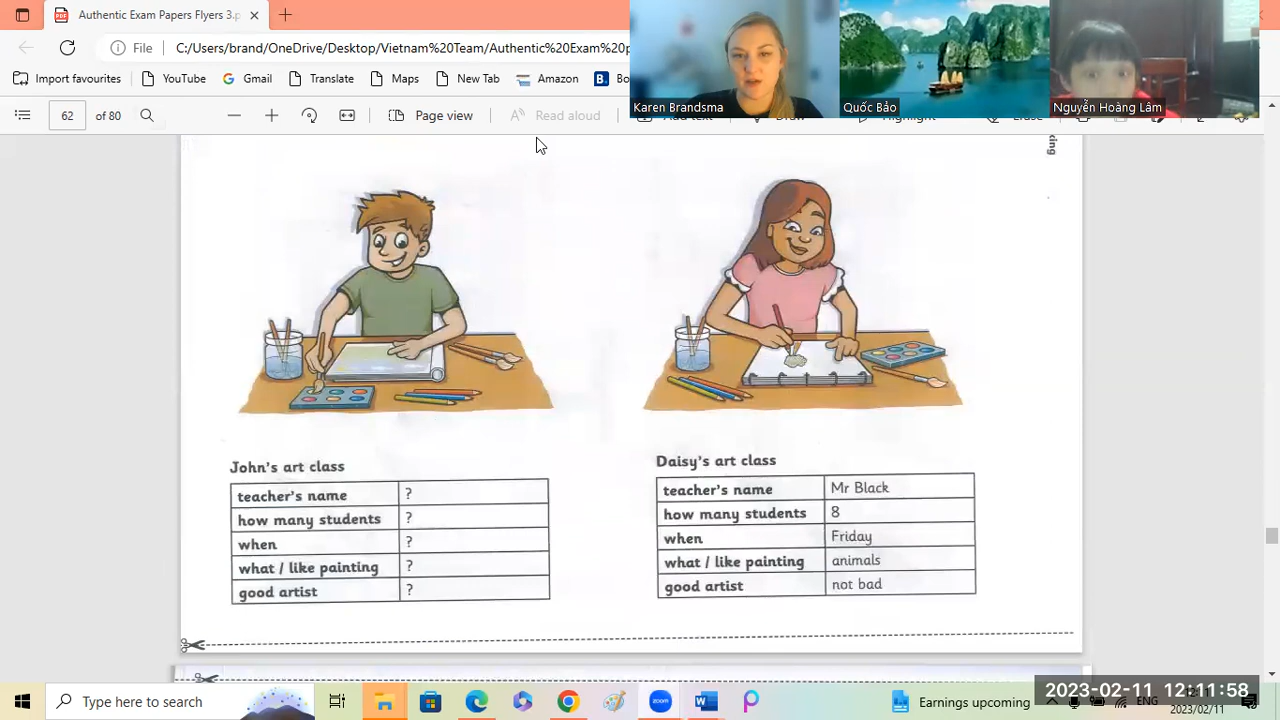 Authentic Exam Papers Flyers 3.p
File
C:/Users/brand/OneDrive/Desktop/Vietnam%20Team/Authentic%20Exam%20p
Import favourites
YouTube
Gmail
Translate
Maps
New Tab
Amazon
B.
Bo
62 of 80
Page view
Read aloud
Karen Brandsma
Quốc Bảo
Nguyễn Hoàng Lâm
king
John's art class
teacher's name ?
how many students ?
when ?
what / like painting ?
good artist ?
Daisy's art class
teacher's name Mr Black
how many students 8
when Friday
what / like painting animals
good artist not bad
Type here to search
zoom
Earnings upcoming
ENG
2023-02-11 12:11:58
2023/02/11